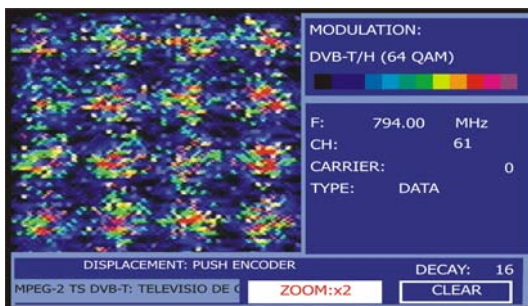 MODULATION:
DVB-T/H (64 QAM)
F: 794.00 MHz
CH: 61
CARRIER: 0
TYPE: DATA
DISPLACEMENT: PUSH ENCODER
DECAY: 16
MPEG-2 TS DVB-T: TELEVISIO DE
ZOOM:x2
CLEAR